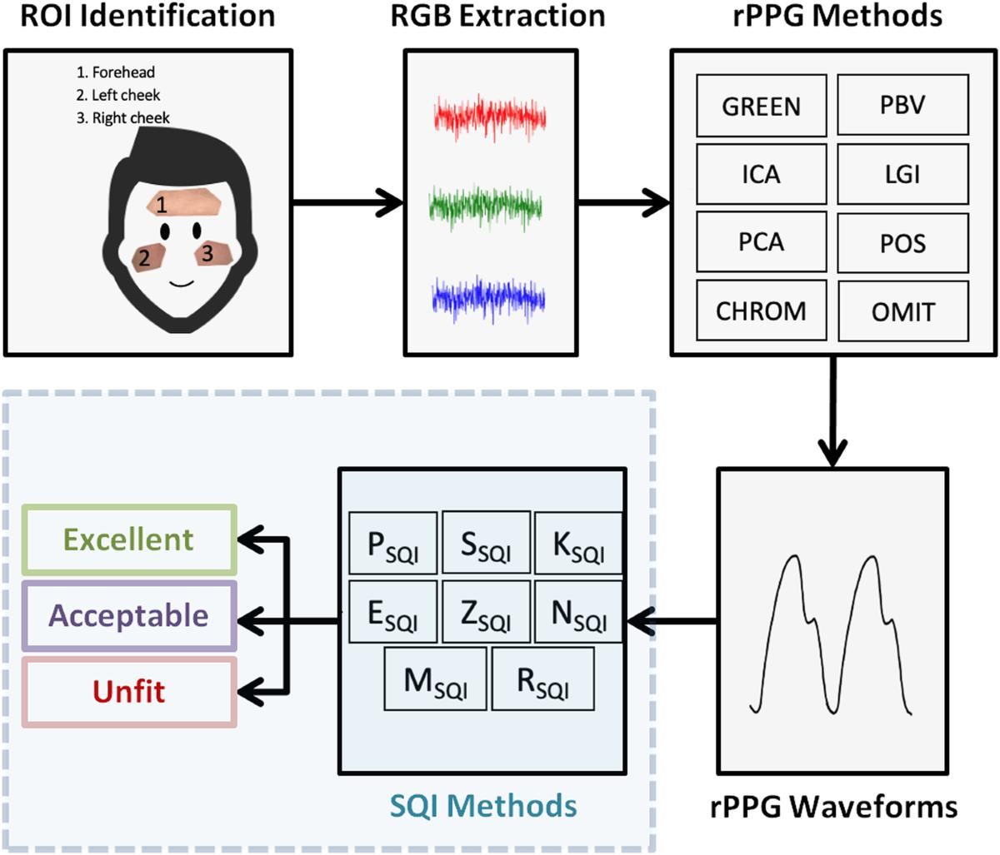 ROI Identification
RGB Extraction
rPPG Methods
1. Forehead
2. Left cheek
3. Right cheek
1
2
3
GREEN
PBV
ICA
LGI
PCA
POS
CHROM
OMIT
Excellent
Acceptable
Unfit
PSQI
SSQI
KSQI
ESQI
ZSQI
NSQI
MSQI
RSQI
SQI Methods
rPPG Waveforms